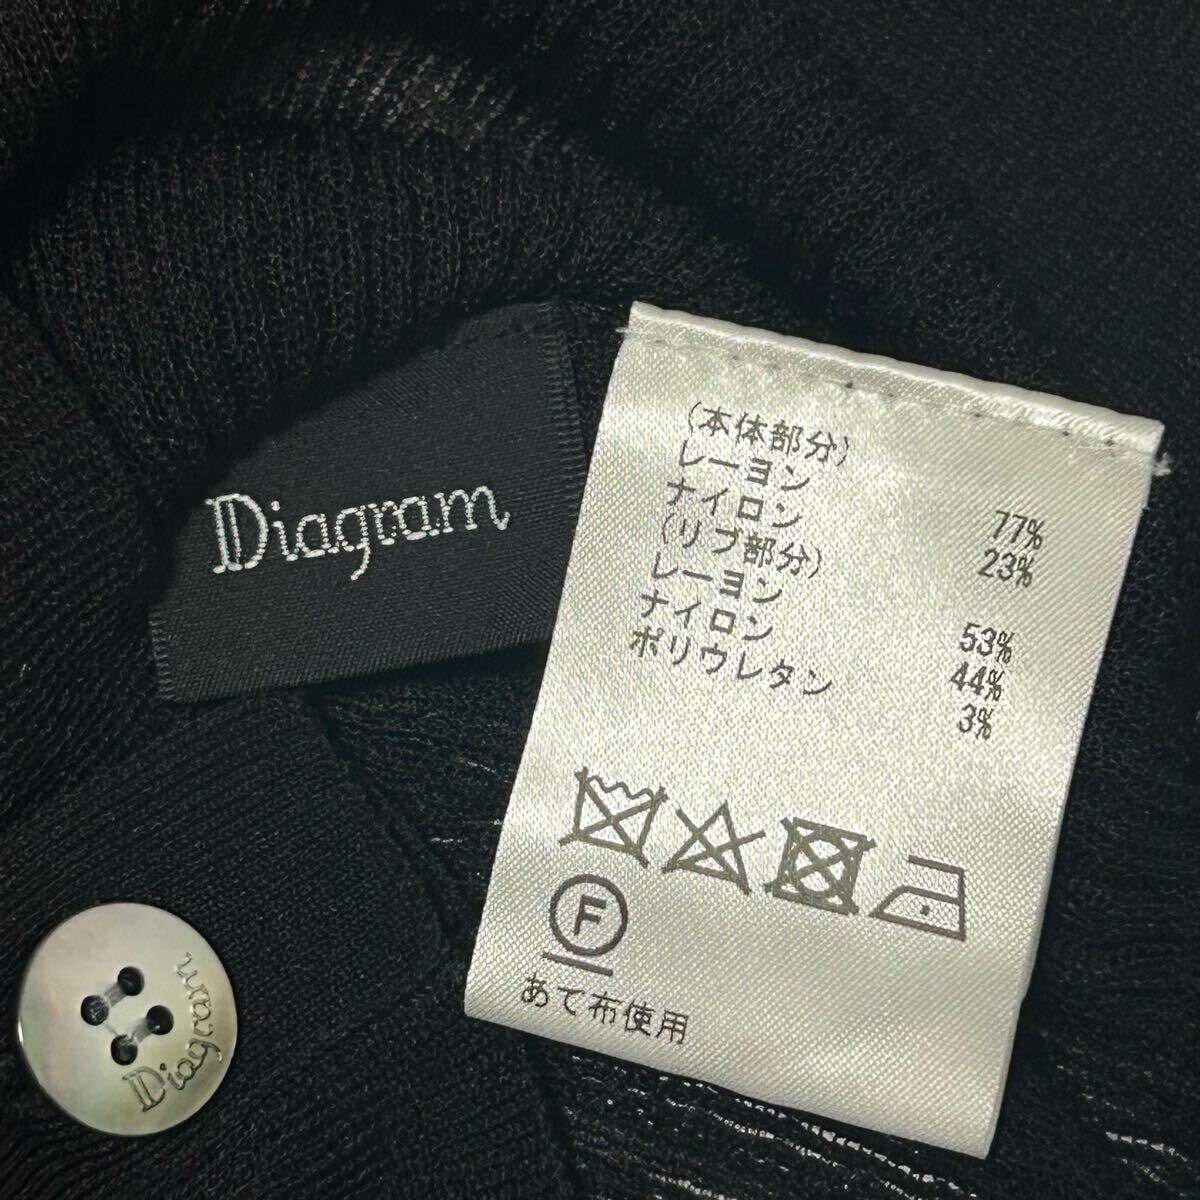 Diagram
(本体部分)
レーヨン 77%
ナイロン 23%
(リブ部分)
レーヨン 53%
ナイロン 44%
ポリウレタン 3%
F
あて布使用
Diagram